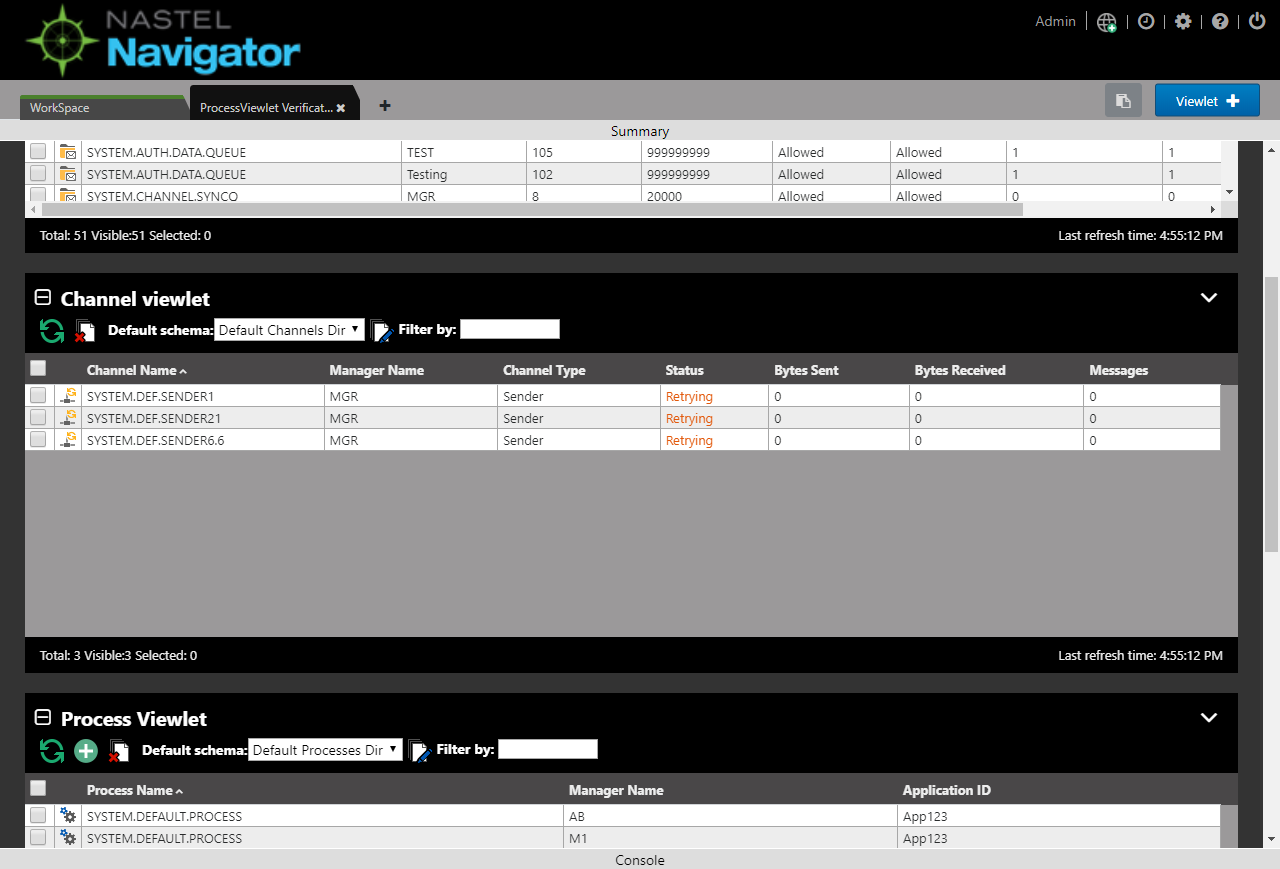 NASTEL
Navigator
Admin
WorkSpace
ProcessViewlet Verificat...
Viewlet
Summary
SYSTEM.AUTH.DATA.QUEUE TEST 105 999999999 Allowed Allowed 1 1
SYSTEM.AUTH.DATA.QUEUE Testing 102 999999999 Allowed Allowed 1 1
SYSTEM.CHANNEL.SYNCQ MGR 8 20000 Allowed Allowed 0 0
Total: 51 Visible:51 Selected: 0 Last refresh time: 4:55:12 PM
Channel viewlet
Default schema: Default Channels Dir Filter by:
Channel Name Manager Name Channel Type Status Bytes Sent Bytes Received Messages
SYSTEM.DEF.SENDER1 MGR Sender Retrying 0 0 0
SYSTEM.DEF.SENDER21 MGR Sender Retrying 0 0 0
SYSTEM.DEF.SENDER6.6 MGR Sender Retrying 0 0 0
Total: 3 Visible:3 Selected: 0 Last refresh time: 4:55:12 PM
Process Viewlet
Default schema: Default Processes Dir Filter by:
Process Name Manager Name Application ID
SYSTEM.DEFAULT.PROCESS AB App123
SYSTEM.DEFAULT.PROCESS M1 App123
Console